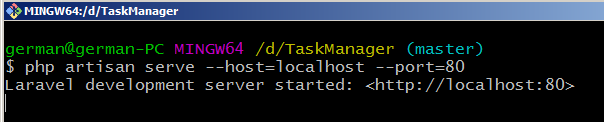 MINGW64:/d/TaskManager
german@german-PC MINGW64 /d/TaskManager (master)
$ php artisan serve --host=localhost --port=80
Laravel development server started: <http://localhost:80>